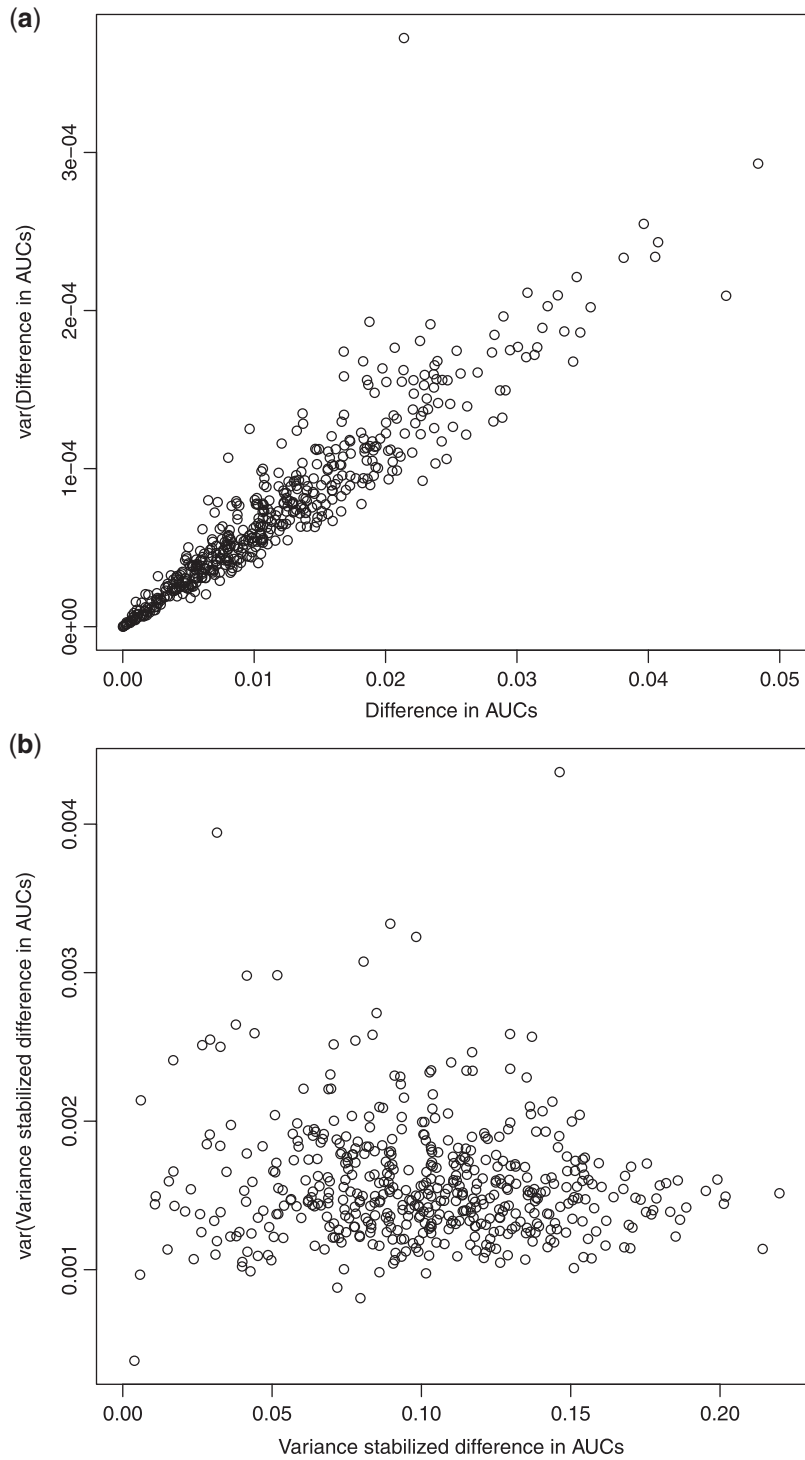 (a)
var(Difference in AUCs)
3e-04
2e-04
1e-04
0e+00
0.00 0.01 0.02 0.03 0.04 0.05
Difference in AUCs
(b)
var(Variance stabilized difference in AUCs)
0.004
0.003
0.002
0.001
0.00 0.05 0.10 0.15 0.20
Variance stabilized difference in AUCs